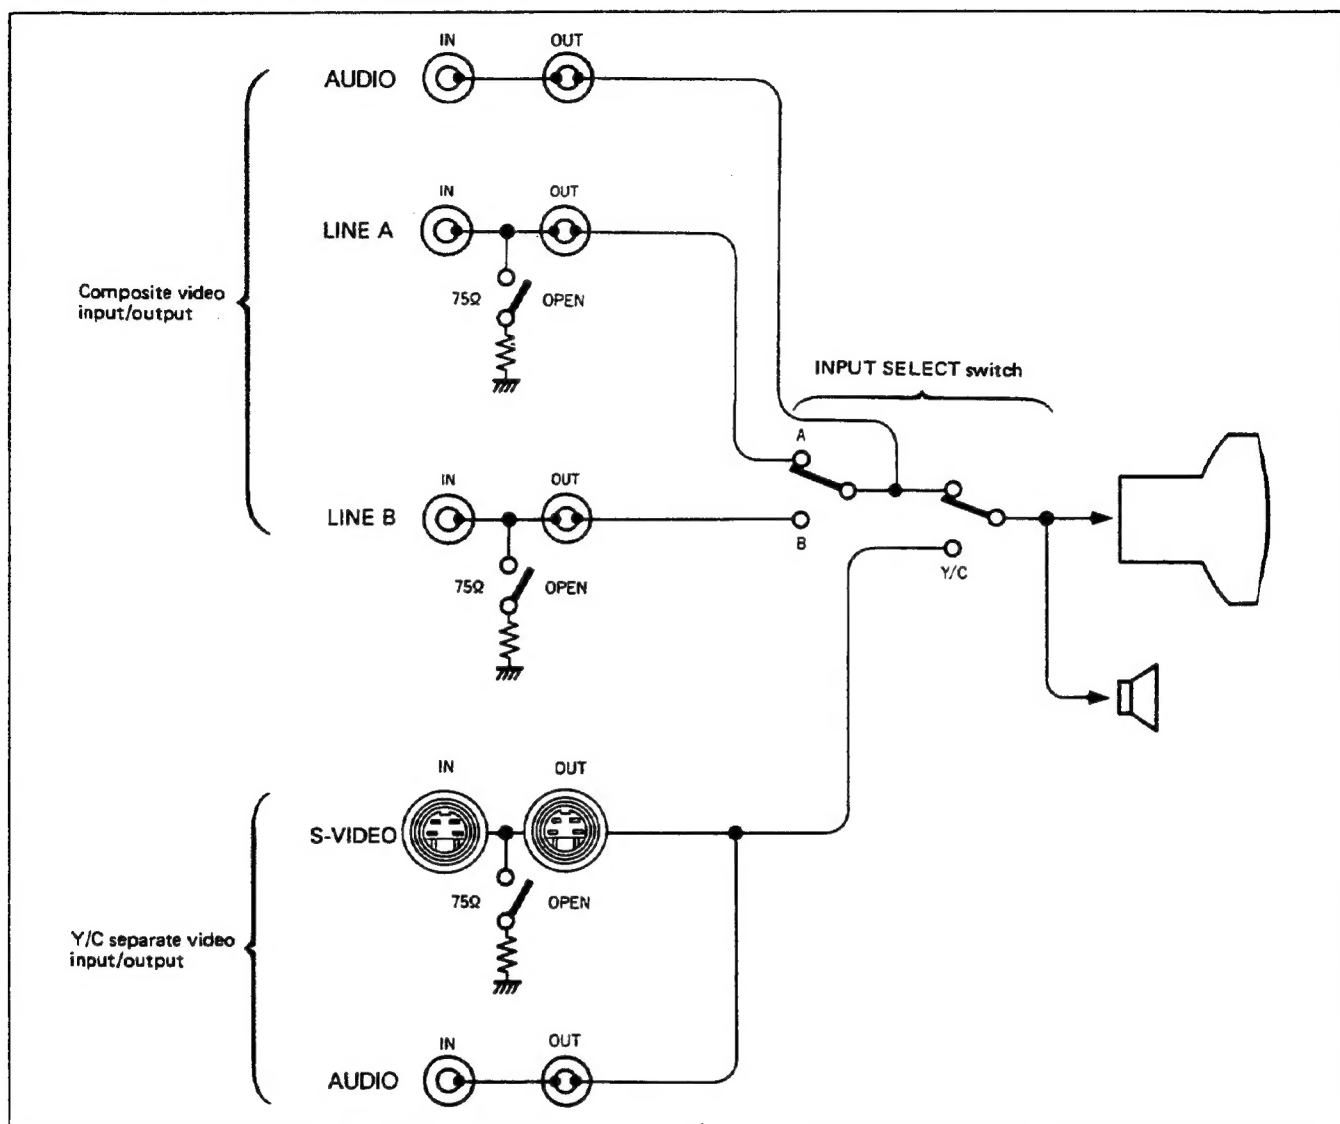 IN OUT
AUDIO
IN OUT
LINE A
75Ω OPEN
Composite video
input/output
INPUT SELECT switch
A
IN OUT
LINE B
B
Y/C
75Ω OPEN
IN OUT
S-VIDEO
75Ω OPEN
Y/C separate video
input/output
IN OUT
AUDIO